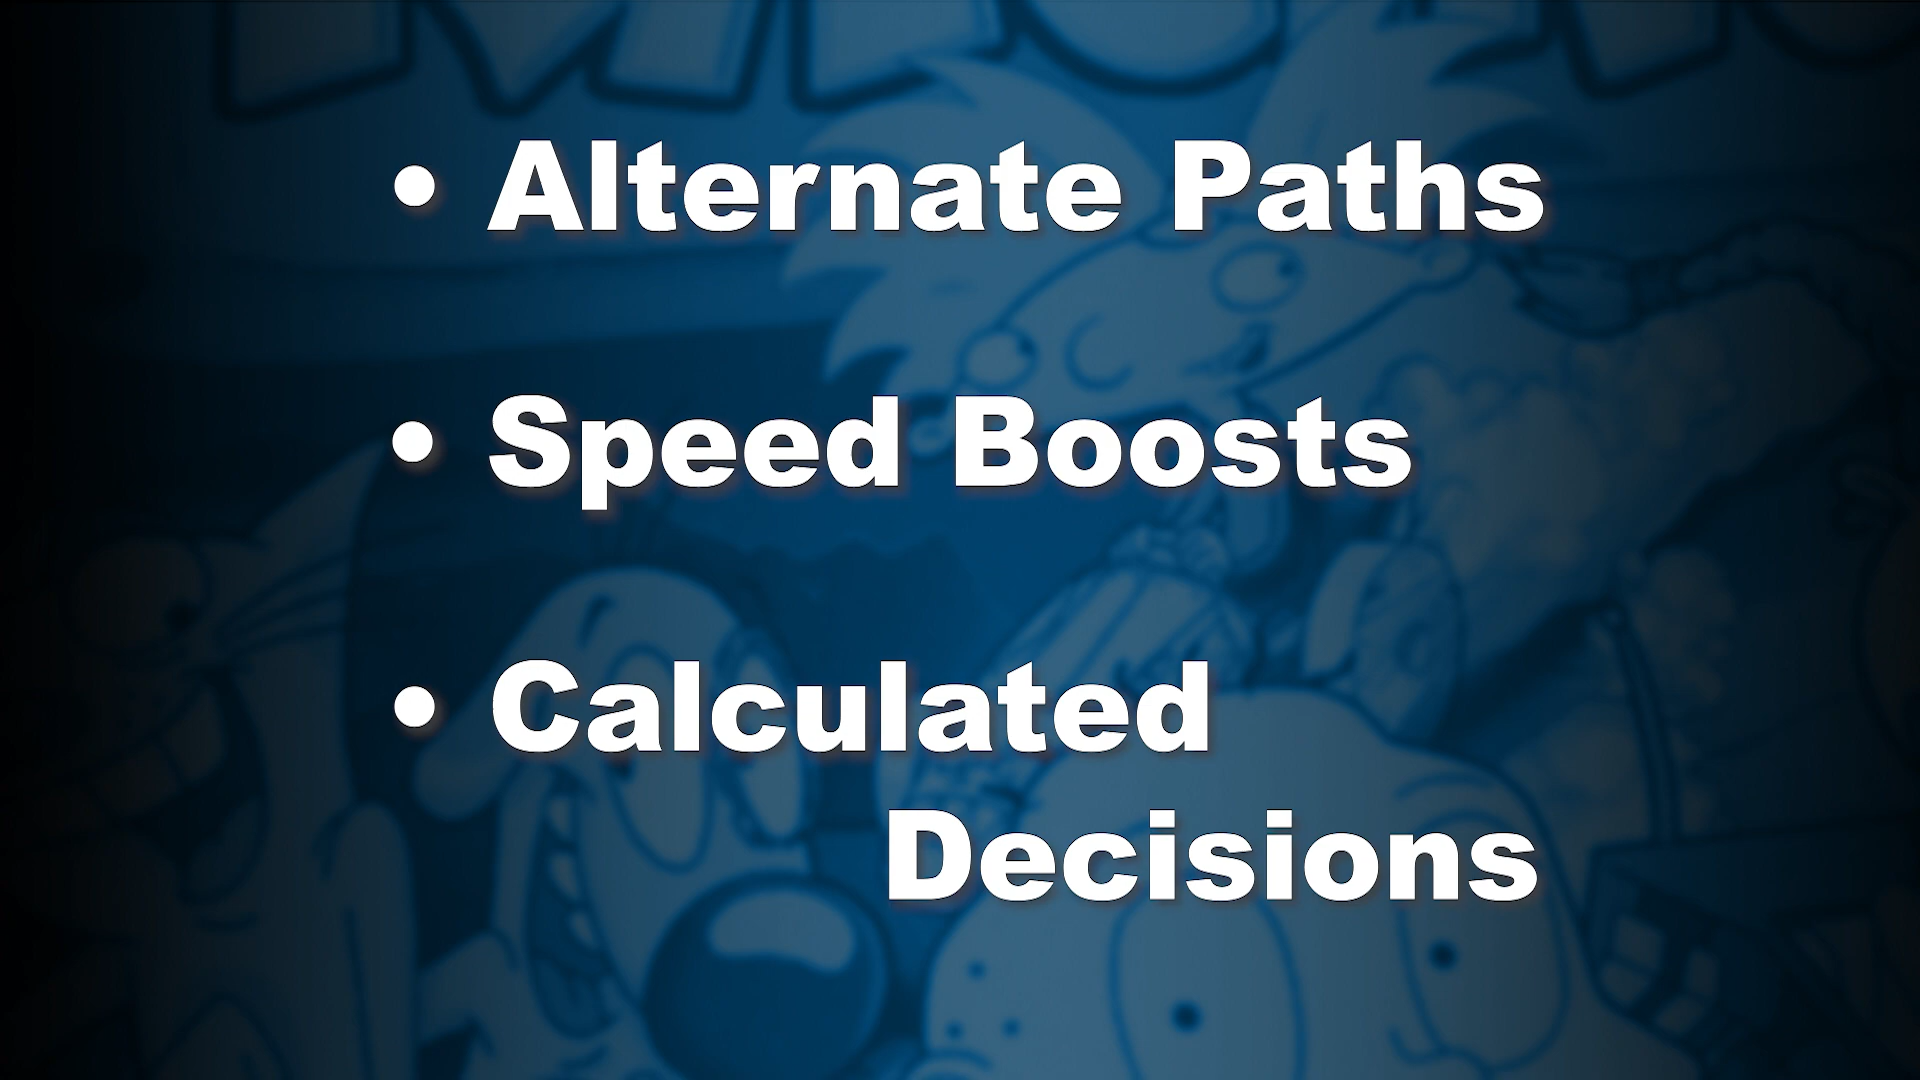 • Alternate Paths
• Speed Boosts
• Calculated
Decisions